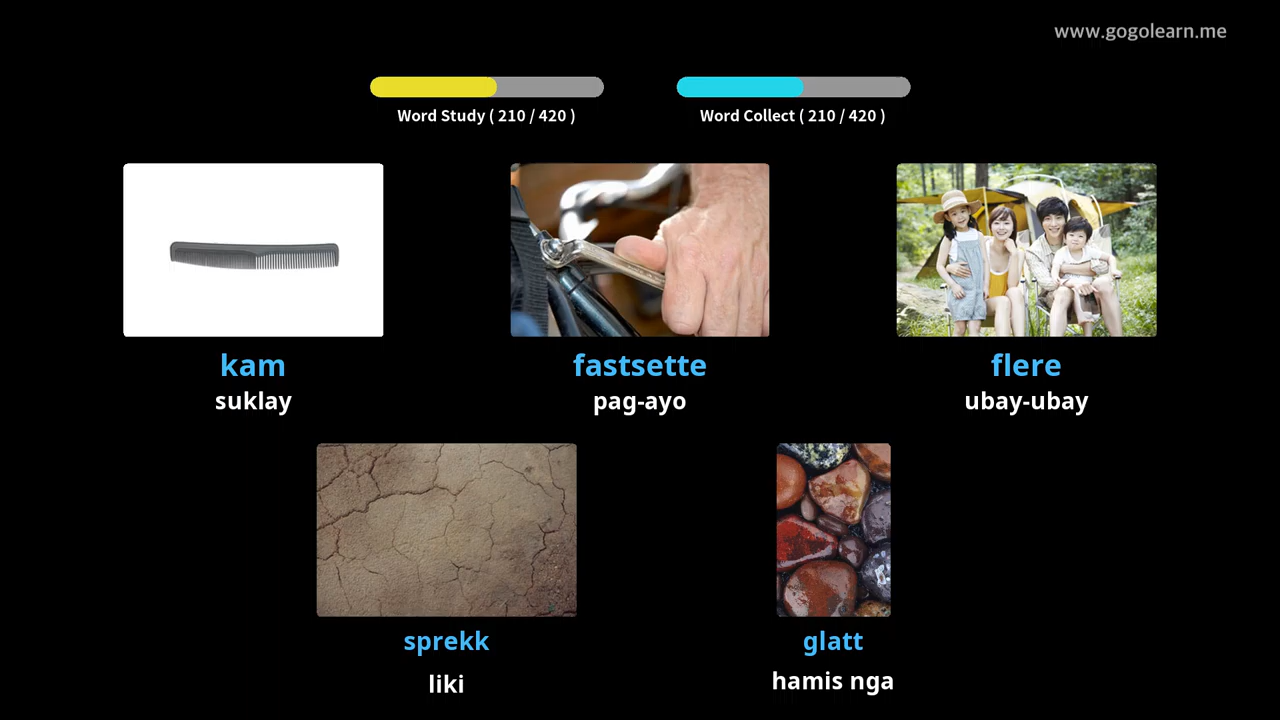 www.gogolearn.me
Word Study ( 210 / 420 )
Word Collect ( 210 / 420 )
kam
suklay
fastsette
pag-ayo
flere
ubay-ubay
sprekk
liki
glatt
hamis nga